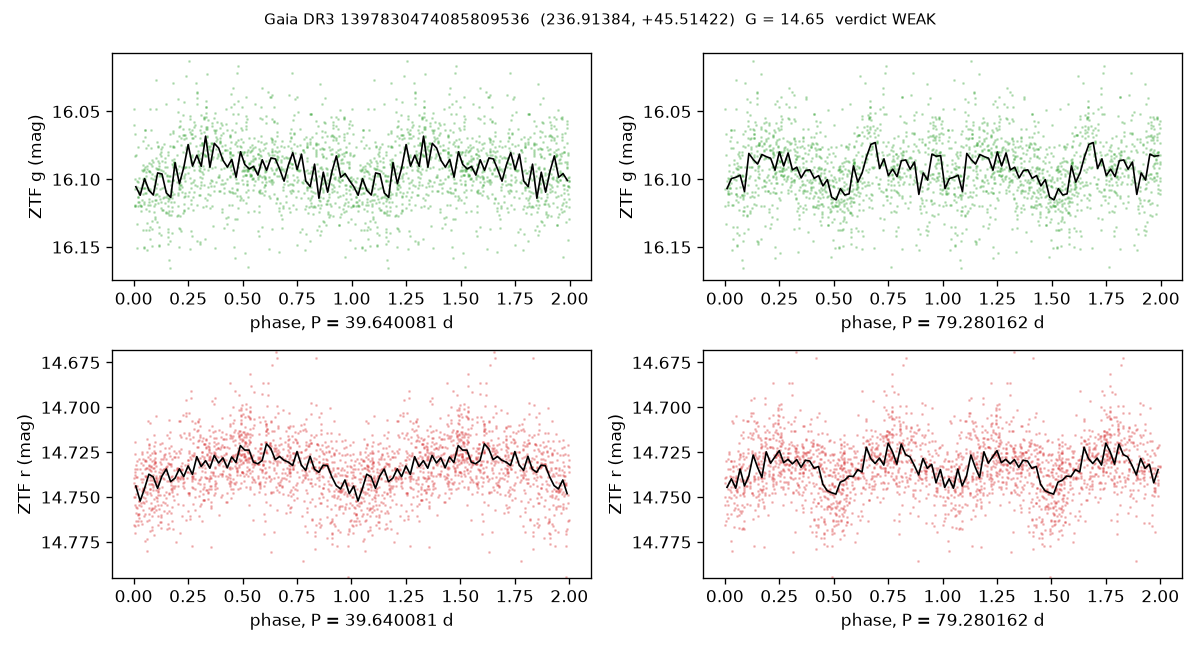 Gaia DR3 1397830474085809536 (236.91384, +45.51422) G = 14.65 verdict WEAK
ZTF g (mag)
16.05
16.10
16.15
0.00 0.25 0.50 0.75 1.00 1.25 1.50 1.75 2.00
phase, P = 39.640081 d
ZTF g (mag)
16.05
16.10
16.15
0.00 0.25 0.50 0.75 1.00 1.25 1.50 1.75 2.00
phase, P = 79.280162 d
ZTF r (mag)
14.675
14.700
14.725
14.750
14.775
0.00 0.25 0.50 0.75 1.00 1.25 1.50 1.75 2.00
phase, P = 39.640081 d
ZTF r (mag)
14.675
14.700
14.725
14.750
14.775
0.00 0.25 0.50 0.75 1.00 1.25 1.50 1.75 2.00
phase, P = 79.280162 d